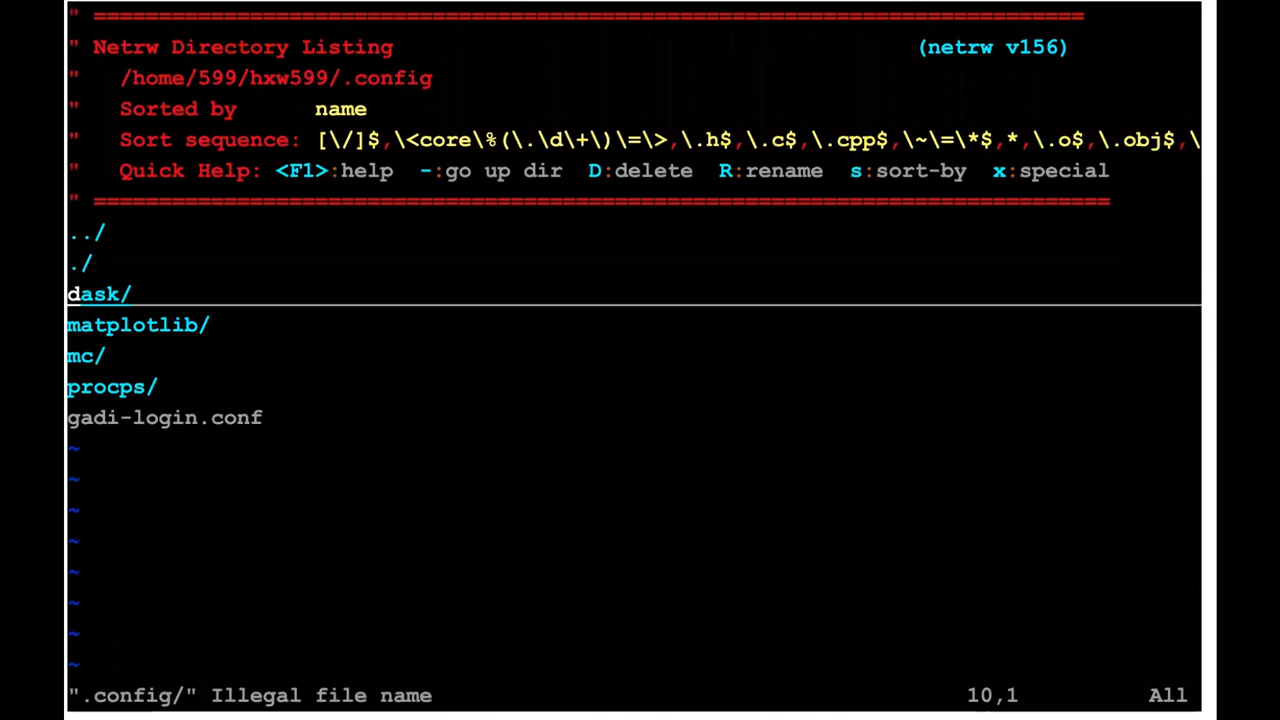 " ============================================================================
" Netrw Directory Listing (netrw v156)
" /home/599/hxw599/.config
" Sorted by name
" Sort sequence: [\/]$,\<core\%(\.\d\+\)\=\>,\.h$,\.c$,\.cpp$,\~\=\*$,*,\.o$,\.obj$,\
" Quick Help: <F1>:help -:go up dir D:delete R:rename s:sort-by x:special
" ==============================================================================
../
./
dask/
matplotlib/
mc/
procps/
gadi-login.conf
~
~
~
~
~
~
~
~
".config/" Illegal file name 10,1 All